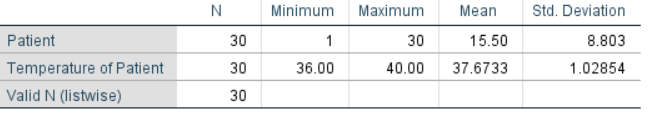 N Minimum Maximum Mean Std. Deviation
Patient 30 1 30 15.50 8.803
Temperature of Patient 30 36.00 40.00 37.6733 1.02854
Valid N (listwise) 30